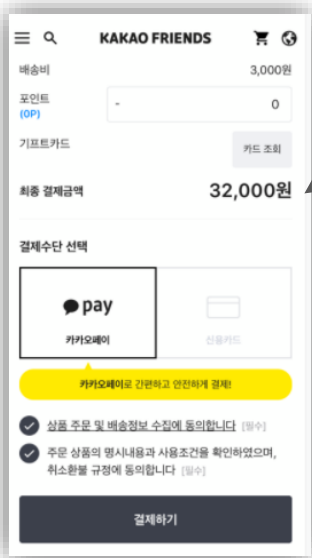 KAKAO FRIENDS
배송비 3,000원
포인트
(0P)
- 0
기프트카드 카드 조회
최종 결제금액 32,000원
결제수단 선택
pay
카카오페이 신용카드
카카오페이로 간편하고 안전하게 결제!
상품 주문 및 배송정보 수집에 동의합니다 [필수]
주문 상품의 명시내용과 사용조건을 확인하였으며,
취소환불 규정에 동의합니다 [필수]
결제하기